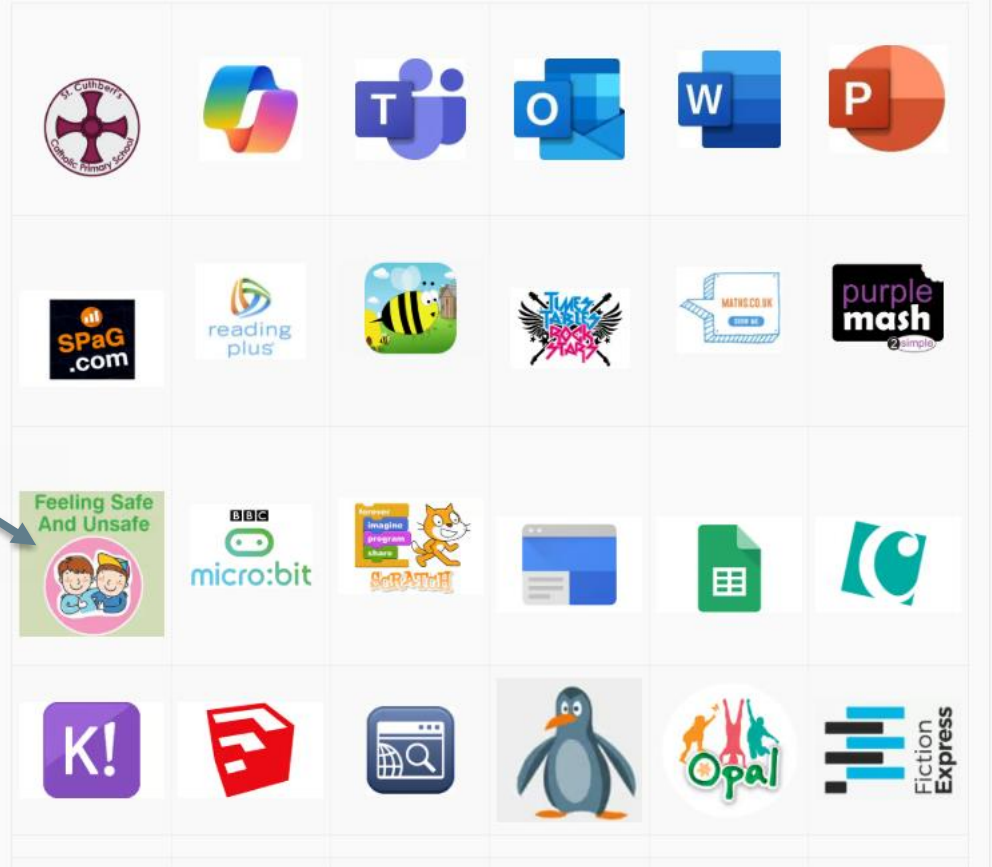 St. Cuthbert's
Catholic Primary School
T
O
W
P
SPaG
.com
reading
plus
TIMES
TABLES
ROCK
STARS
MATHS.CO.UK
purple
mash
2simple
Feeling Safe
And Unsafe
BBC
micro:bit
forever
imagine
program
share
SCRATCH
C
K!
Opal
Fiction
Express